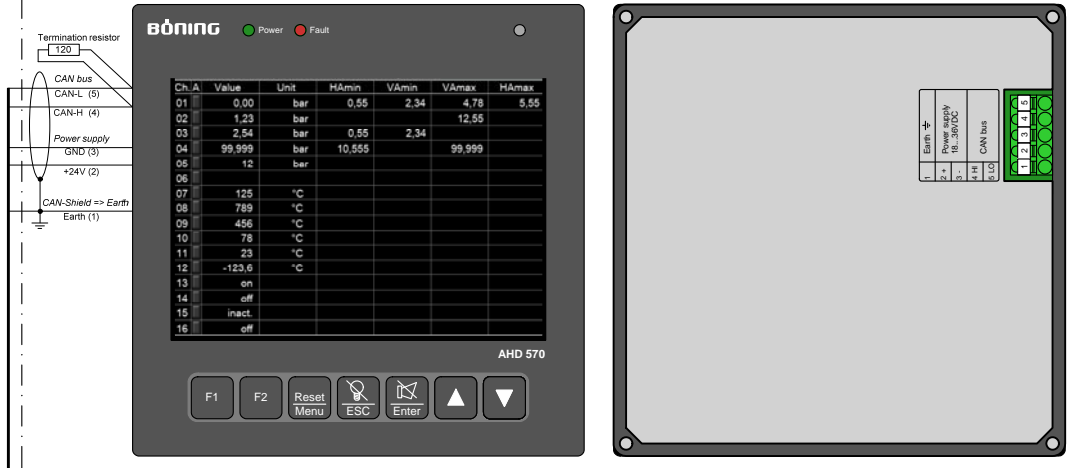 Termination resistor
120
CAN bus
CAN-L (5)
CAN-H (4)
Power supply
GND (3)
+24V (2)
CAN-Shield => Earth
Earth (1)
BÖNING
Power
Fault
Ch. A Value Unit HAmin VAmin VAmax HAmax
01 0,00 bar 0,55 2,34 4,78 5,55
02 1,23 bar 12,55
03 2,54 bar 0,55 2,34
04 99,999 bar 10,555 99,999
05 12 bar
06
07 125 °C
08 789 °C
09 456 °C
10 78 °C
11 23 °C
12 -123,6 °C
13 on
14 off
15 inact.
16 off
AHD 570
F1
F2
Reset
Menu
ESC
Enter
1 Earth
Power supply
18...36VDC
2 +
3 -
CAN bus
4 HI
5 LO
5
4
3
2
1